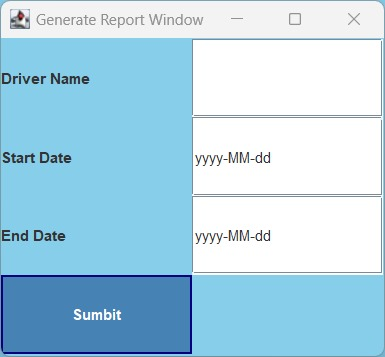 Generate Report Window
Driver Name
Start Date
yyyy-MM-dd
End Date
yyyy-MM-dd
Sumbit